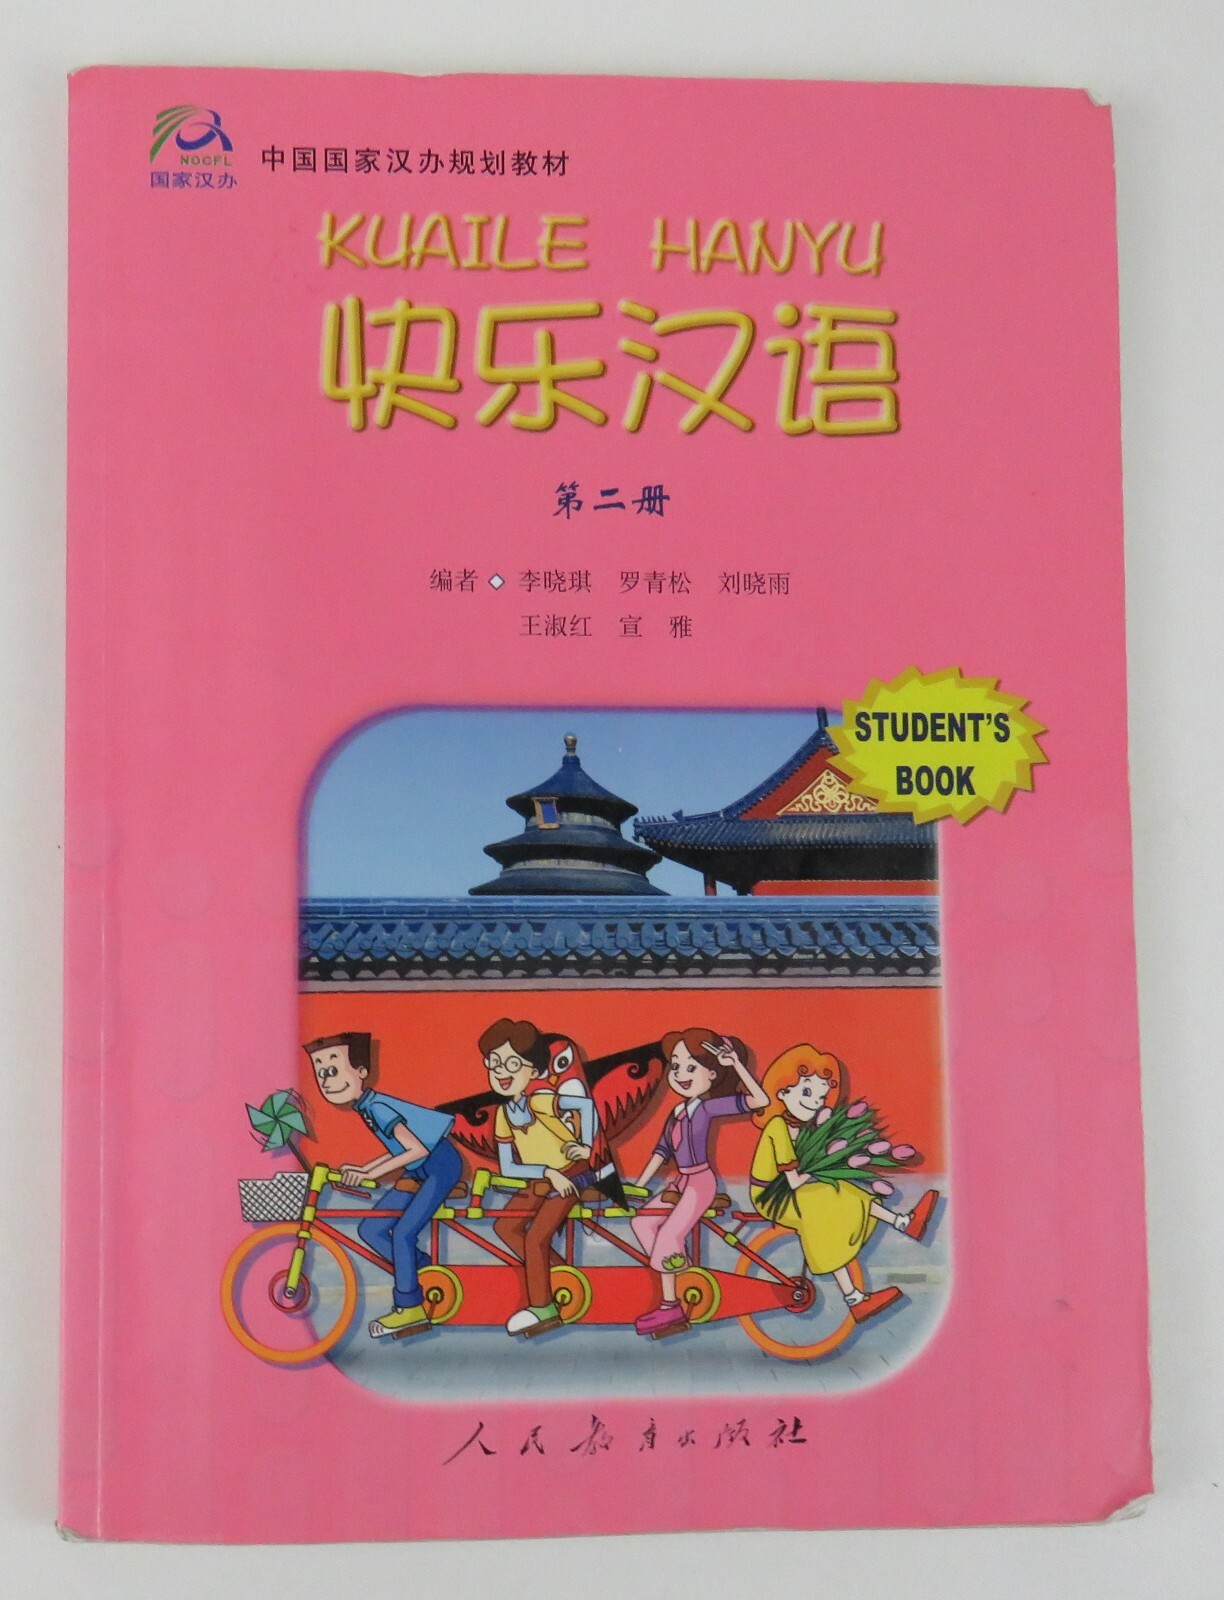 NOCFL
国家汉办
中国国家汉办规划教材
KUAILE HANYU
快乐汉语
第二册
编者◇李晓琪 罗青松 刘晓雨
王淑红 宣 雅
STUDENT'S
BOOK
人民教育出版社